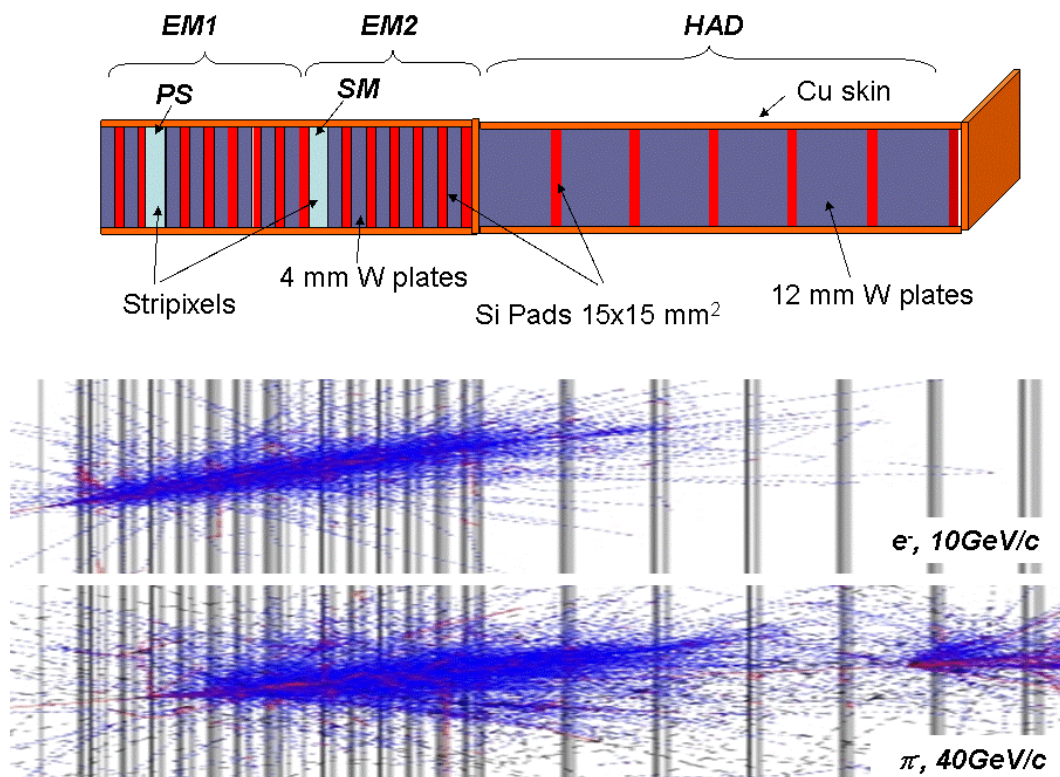 EM1 EM2 HAD
PS SM
Cu skin
Stripixels
4 mm W plates
Si Pads 15x15 mm²
12 mm W plates
e⁻, 10GeV/c
π, 40GeV/c